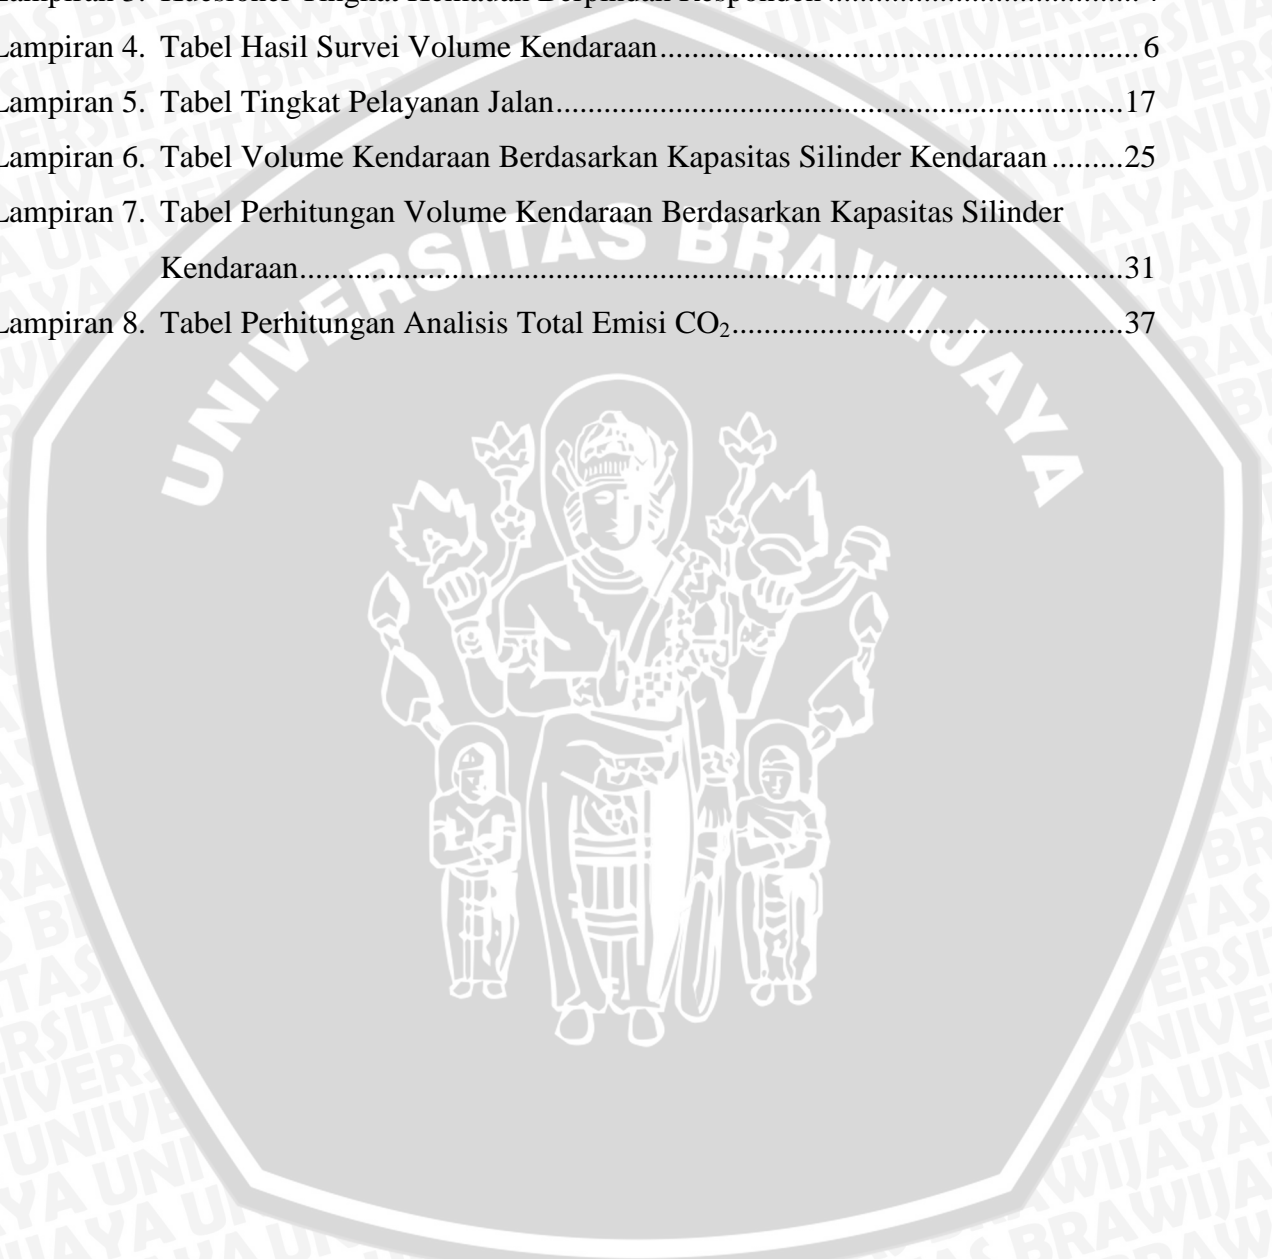 Lampiran 4. Tabel Hasil Survei Volume Kendaraan................................................................ 6
Lampiran 5. Tabel Tingkat Pelayanan Jalan............................................................................17
Lampiran 6. Tabel Volume Kendaraan Berdasarkan Kapasitas Silinder Kendaraan .........25
Lampiran 7. Tabel Perhitungan Volume Kendaraan Berdasarkan Kapasitas Silinder
Kendaraan..............................................................................................................31
Lampiran 8. Tabel Perhitungan Analisis Total Emisi CO₂....................................................37
UNIVERSITAS BRAWIJAYA